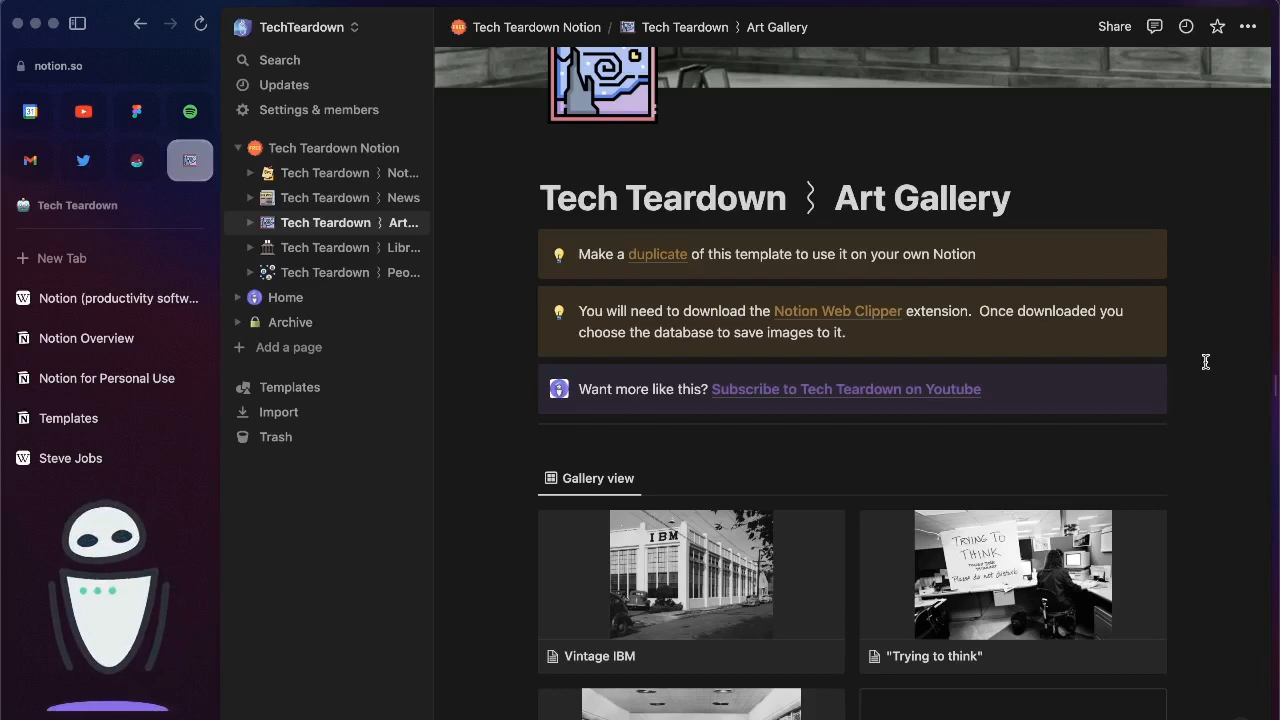 notion.so
31
Tech Teardown
New Tab
Notion (productivity softw...
Notion Overview
Notion for Personal Use
Templates
Steve Jobs
TechTeardown
Search
Updates
Settings & members
Tech Teardown Notion
Tech Teardown ⌇ Not...
Tech Teardown ⌇ News
Tech Teardown ⌇ Art...
Tech Teardown ⌇ Libr...
Tech Teardown ⌇ Peo...
Home
Archive
Add a page
Templates
Import
Trash
Tech Teardown Notion / Tech Teardown ⌇ Art Gallery
Share
Tech Teardown ⌇ Art Gallery
Make a duplicate of this template to use it on your own Notion
You will need to download the Notion Web Clipper extension. Once downloaded you
choose the database to save images to it.
Want more like this? Subscribe to Tech Teardown on Youtube
Gallery view
IBM
TRYING TO
THINK
Please do not disturb
Vintage IBM
"Trying to think"